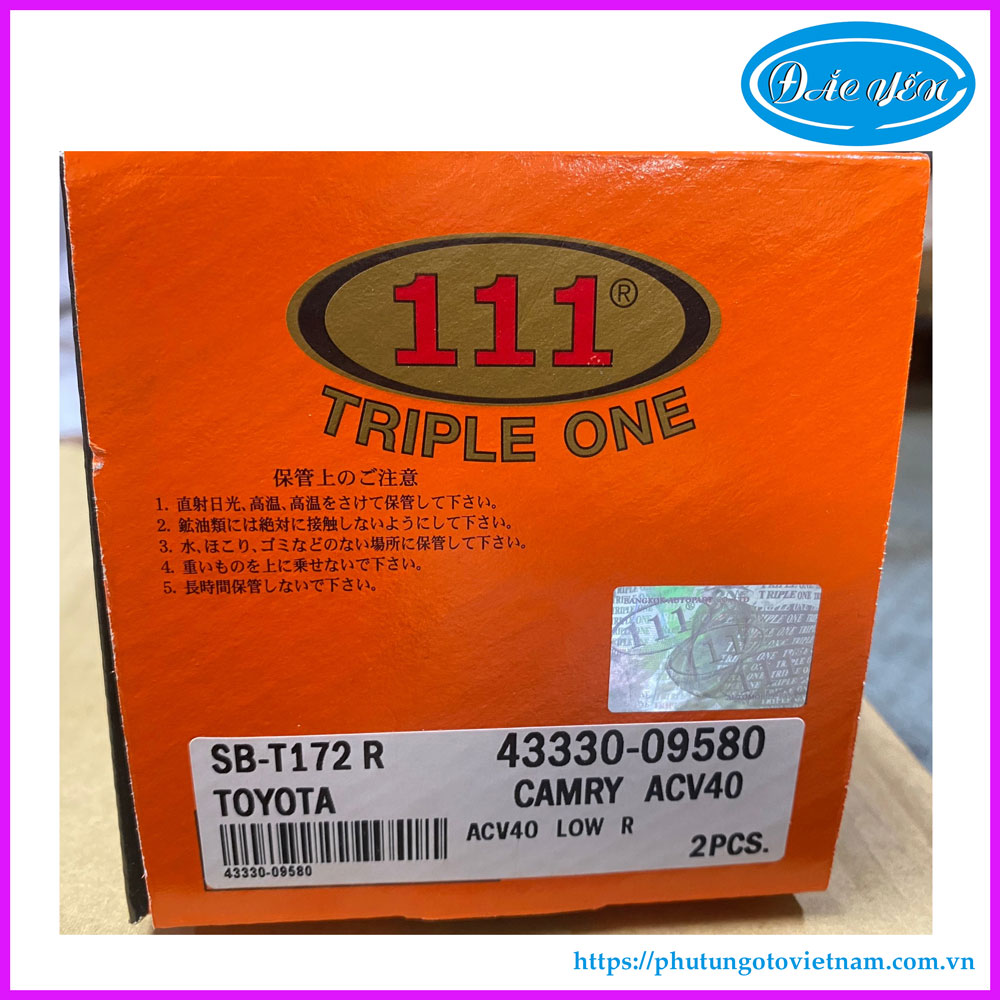 ĐẮC YẾN
111®
TRIPLE ONE
保管上のご注意
1. 直射日光、高温、高温をさけて保管して下さい。
2. 鉱油類には絶対に接触しないようにして下さい。
3. 水、ほこり、ゴミなどのない場所に保管して下さい。
4. 重いものを上に乗せないで下さい。
5. 長時間保管しないで下さい。
TRIPLE ONE
111®
SB-T172 R 43330-09580
TOYOTA CAMRY ACV40
ACV40 LOW R
2PCS.
43330-09580
https://phutungotovietnam.com.vn